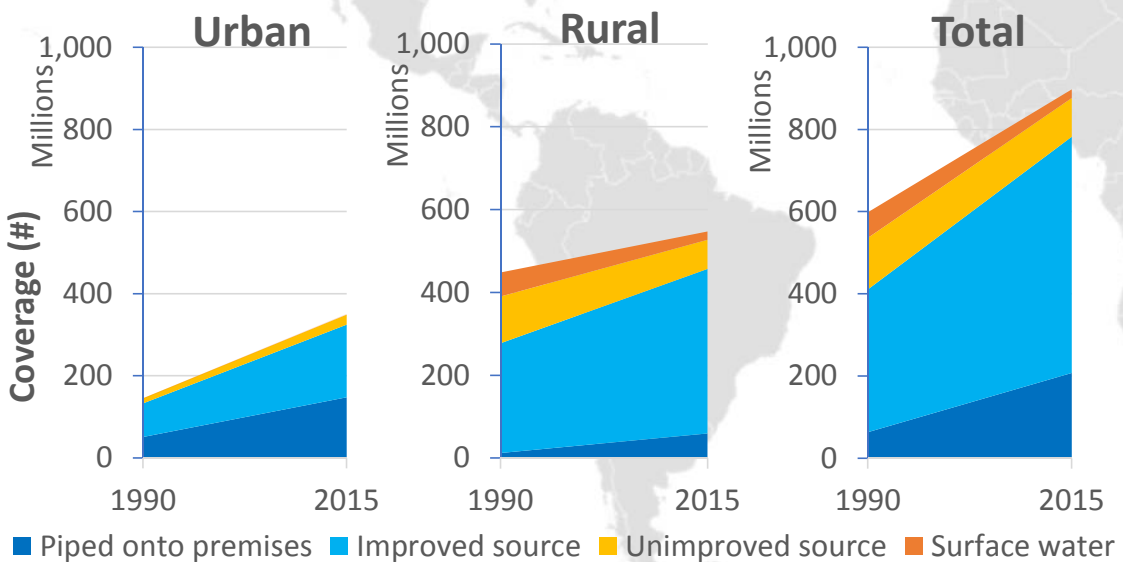 Urban
Rural
Total
Coverage (#)
Millions
1,000
800
600
400
200
0
1990
2015
Millions
1,000
800
600
400
200
0
1990
2015
Millions
1,000
800
600
400
200
0
1990
2015
Piped onto premises
Improved source
Unimproved source
Surface water